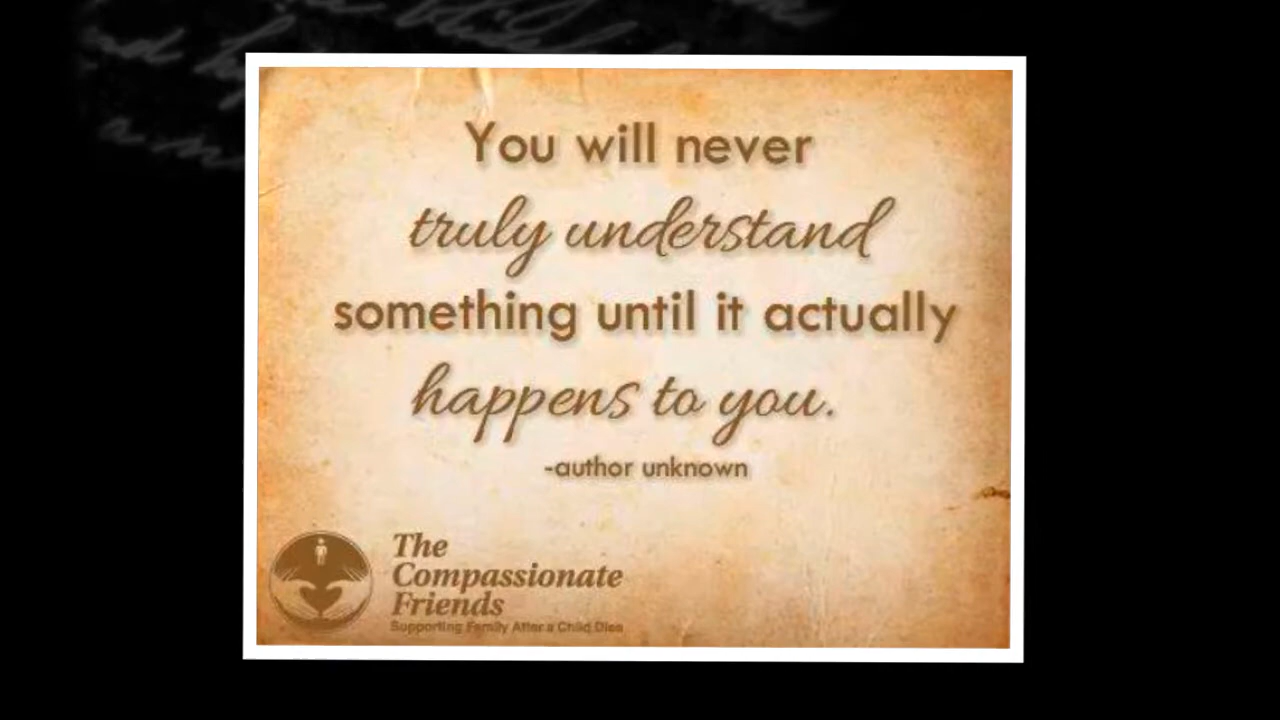 You will never
truly understand
something until it actually
happens to you.
-author unknown
The
Compassionate
Friends
Supporting Family After a Child Dies